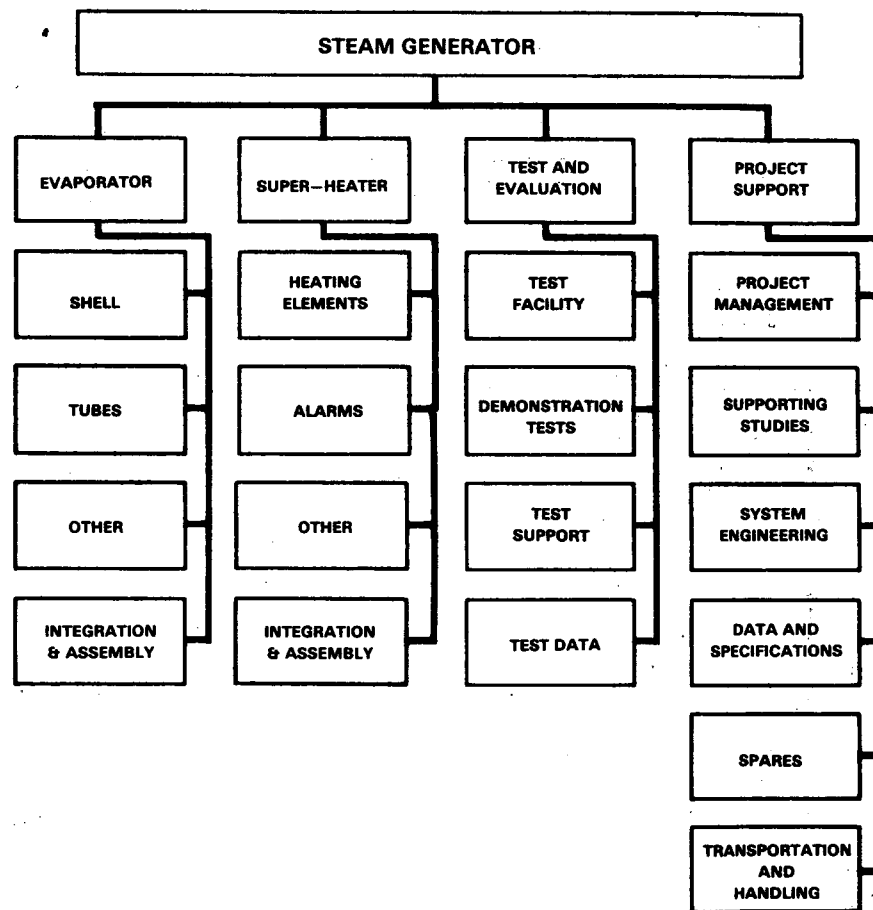 STEAM GENERATOR
EVAPORATOR
SUPER–HEATER
TEST AND
EVALUATION
PROJECT
SUPPORT
SHELL
HEATING
ELEMENTS
TEST
FACILITY
PROJECT
MANAGEMENT
TUBES
ALARMS
DEMONSTRATION
TESTS
SUPPORTING
STUDIES
OTHER
OTHER
TEST
SUPPORT
SYSTEM
ENGINEERING
INTEGRATION
& ASSEMBLY
INTEGRATION
& ASSEMBLY
TEST DATA
DATA AND
SPECIFICATIONS
SPARES
TRANSPORTATION
AND
HANDLING